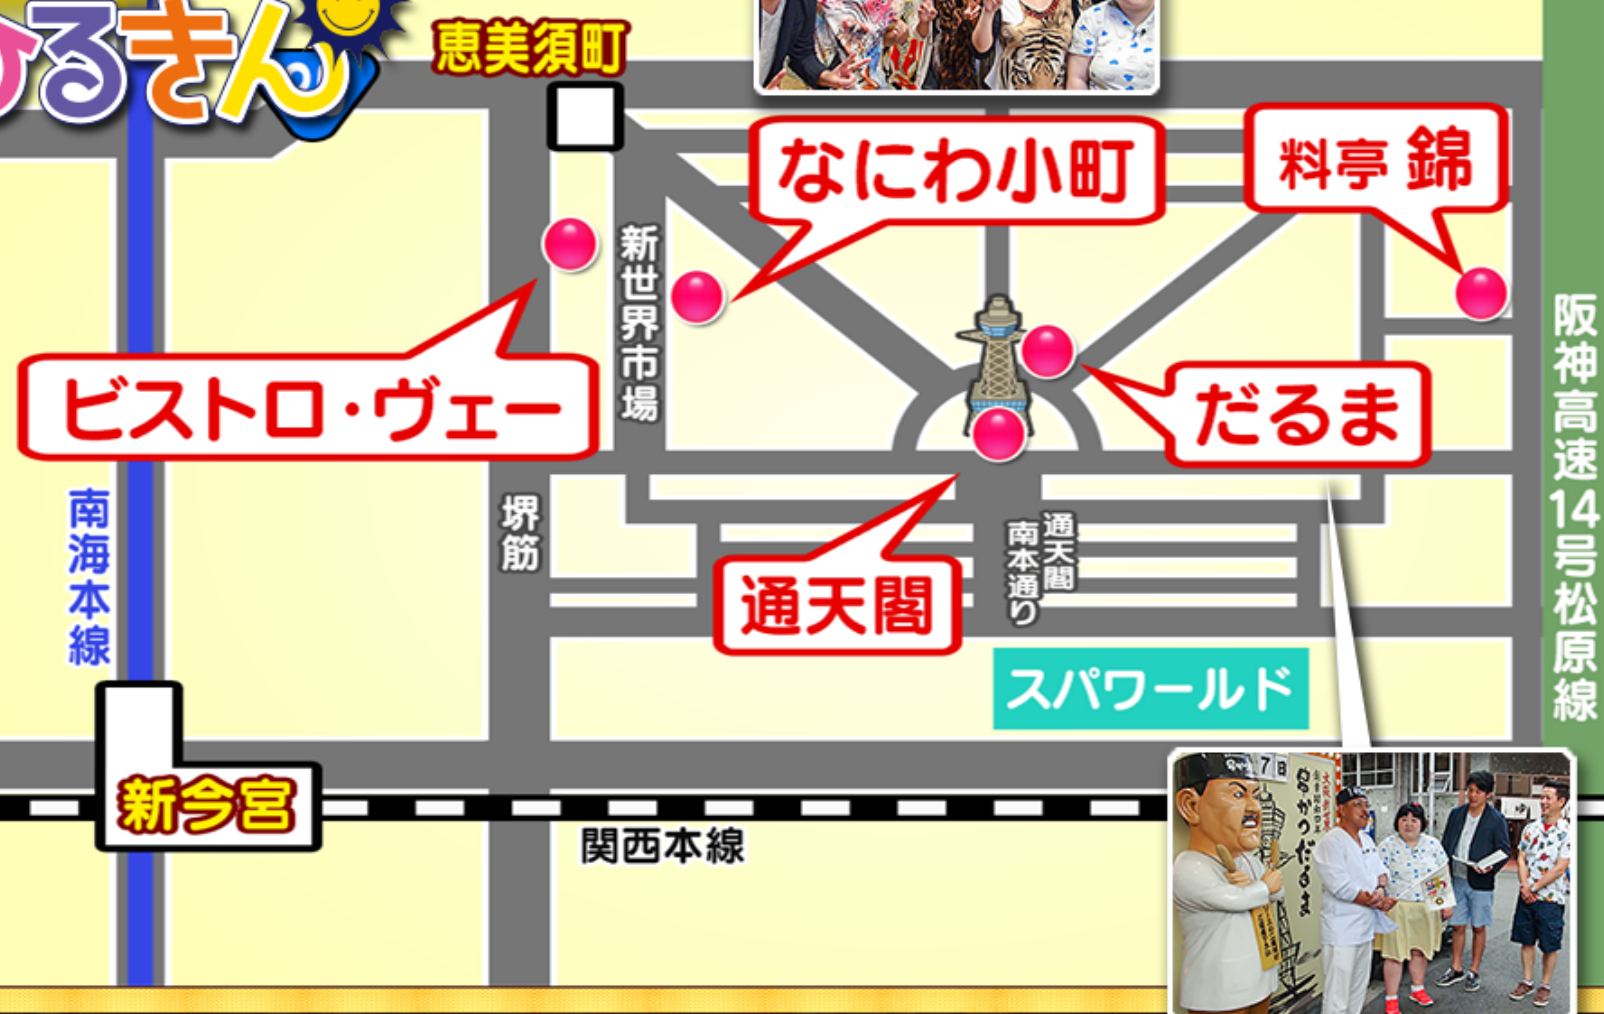 ひるきん
恵美須町
なにわ小町
料亭 錦
新世界市場
ビストロ・ヴェー
だるま
阪神高速14号松原線
南海本線
堺筋
通天閣
通天閣
南本通り
スパワールド
新今宮
関西本線
7日
串かつだるま